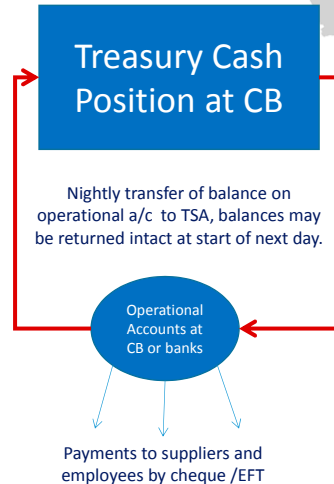 Treasury Cash
Position at CB
Nightly transfer of balance on
operational a/c to TSA, balances may
be returned intact at start of next day.
Operational
Accounts at
CB or banks
Payments to suppliers and
employees by cheque /EFT